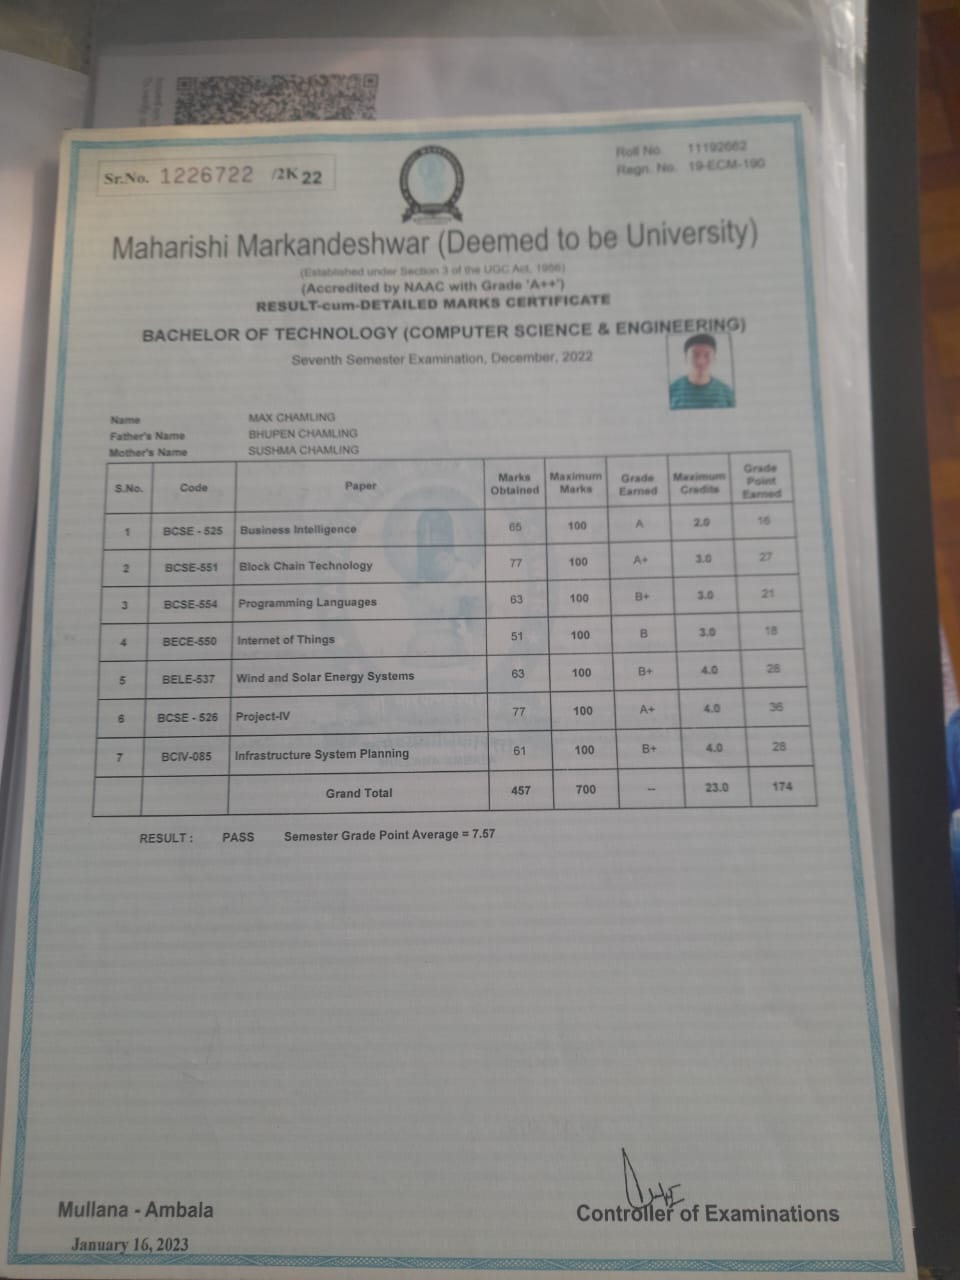 Sr.No. 1226722 /2K 22
Roll No. 11192662
Regn. No. 19-ECM-190
Maharishi Markandeshwar (Deemed to be University)
(Established under Section 3 of the UGC Act, 1956)
(Accredited by NAAC with Grade 'A++')
RESULT-cum-DETAILED MARKS CERTIFICATE
BACHELOR OF TECHNOLOGY (COMPUTER SCIENCE & ENGINEERING)
Seventh Semester Examination, December, 2022
Name MAX CHAMLING
Father's Name BHUPEN CHAMLING
Mother's Name SUSHMA CHAMLING
S.No. Code Paper Marks Obtained Maximum Marks Grade Earned Maximum Credits Grade Point Earned
1 BCSE - 525 Business Intelligence 65 100 A 2.0 16
2 BCSE-551 Block Chain Technology 77 100 A+ 3.0 27
3 BCSE-554 Programming Languages 63 100 B+ 3.0 21
4 BECE-550 Internet of Things 51 100 B 3.0 18
5 BELE-537 Wind and Solar Energy Systems 63 100 B+ 4.0 28
6 BCSE - 526 Project-IV 77 100 A+ 4.0 36
7 BCIV-085 Infrastructure System Planning 61 100 B+ 4.0 28
Grand Total 457 700 -- 23.0 174
RESULT : PASS Semester Grade Point Average = 7.57
Mullana - Ambala
Controller of Examinations
January 16, 2023